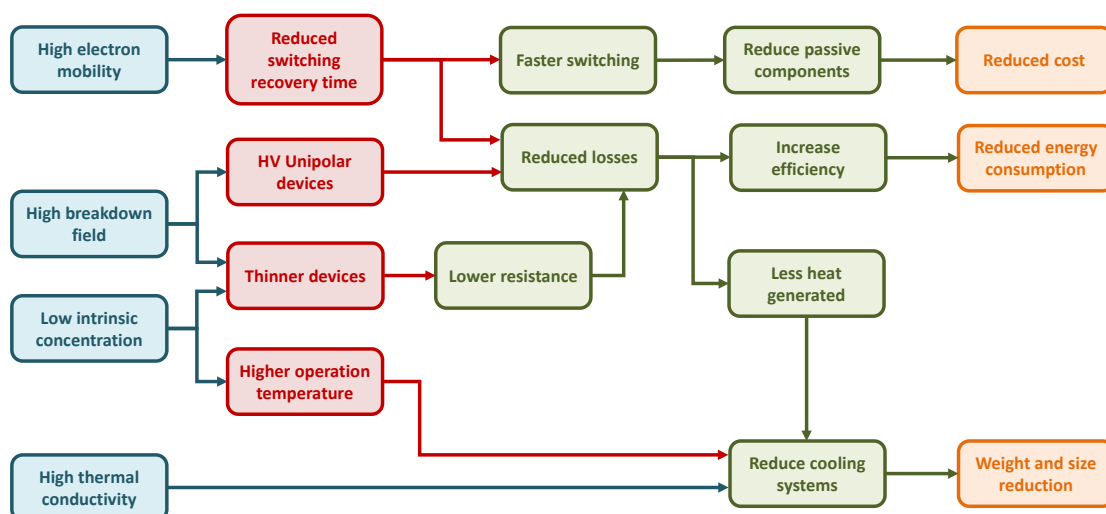 High electron
mobility
Reduced
switching
recovery time
Faster switching
Reduce passive
components
Reduced cost
HV Unipolar
devices
Reduced losses
Increase
efficiency
Reduced energy
consumption
High breakdown
field
Thinner devices
Lower resistance
Less heat
generated
Low intrinsic
concentration
Higher operation
temperature
High thermal
conductivity
Reduce cooling
systems
Weight and size
reduction